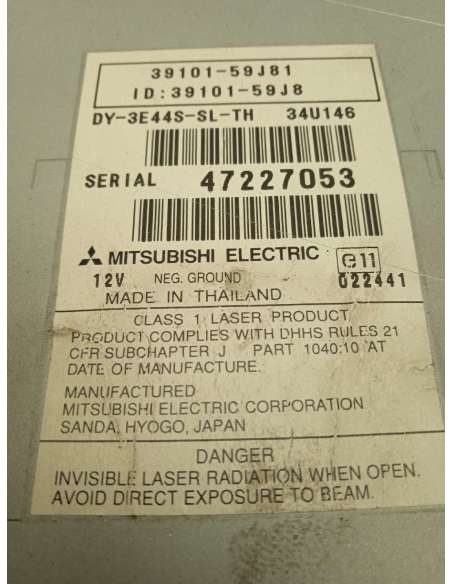 39101-59J81
ID:39101-59J8
DY-3E44S-SL-TH 34U146
SERIAL 47227053
MITSUBISHI ELECTRIC e11
12V NEG. GROUND 022441
MADE IN THAILAND
CLASS 1 LASER PRODUCT
PRODUCT COMPLIES WITH DHHS RULES 21
CFR SUBCHAPTER J PART 1040:10 AT
DATE OF MANUFACTURE.
MANUFACTURED
MITSUBISHI ELECTRIC CORPORATION
SANDA, HYOGO, JAPAN
DANGER
INVISIBLE LASER RADIATION WHEN OPEN.
AVOID DIRECT EXPOSURE TO BEAM.